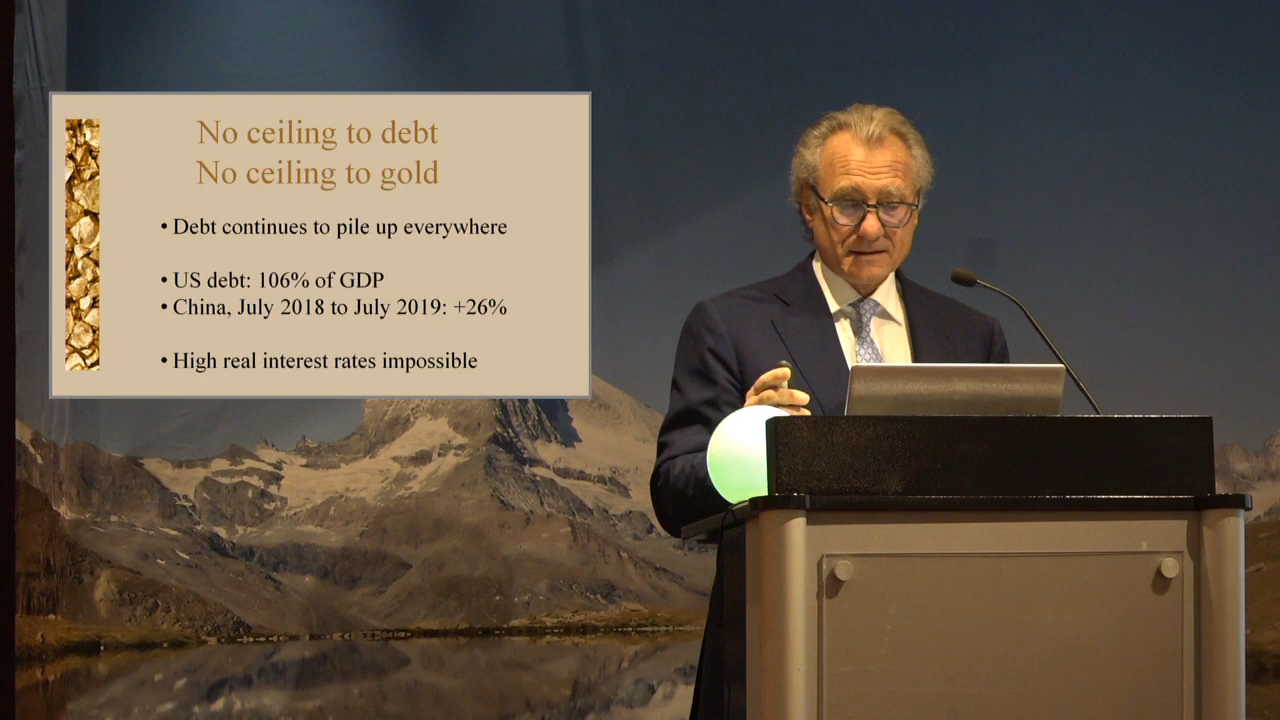 No ceiling to debt
No ceiling to gold
• Debt continues to pile up everywhere
• US debt: 106% of GDP
• China, July 2018 to July 2019: +26%
• High real interest rates impossible